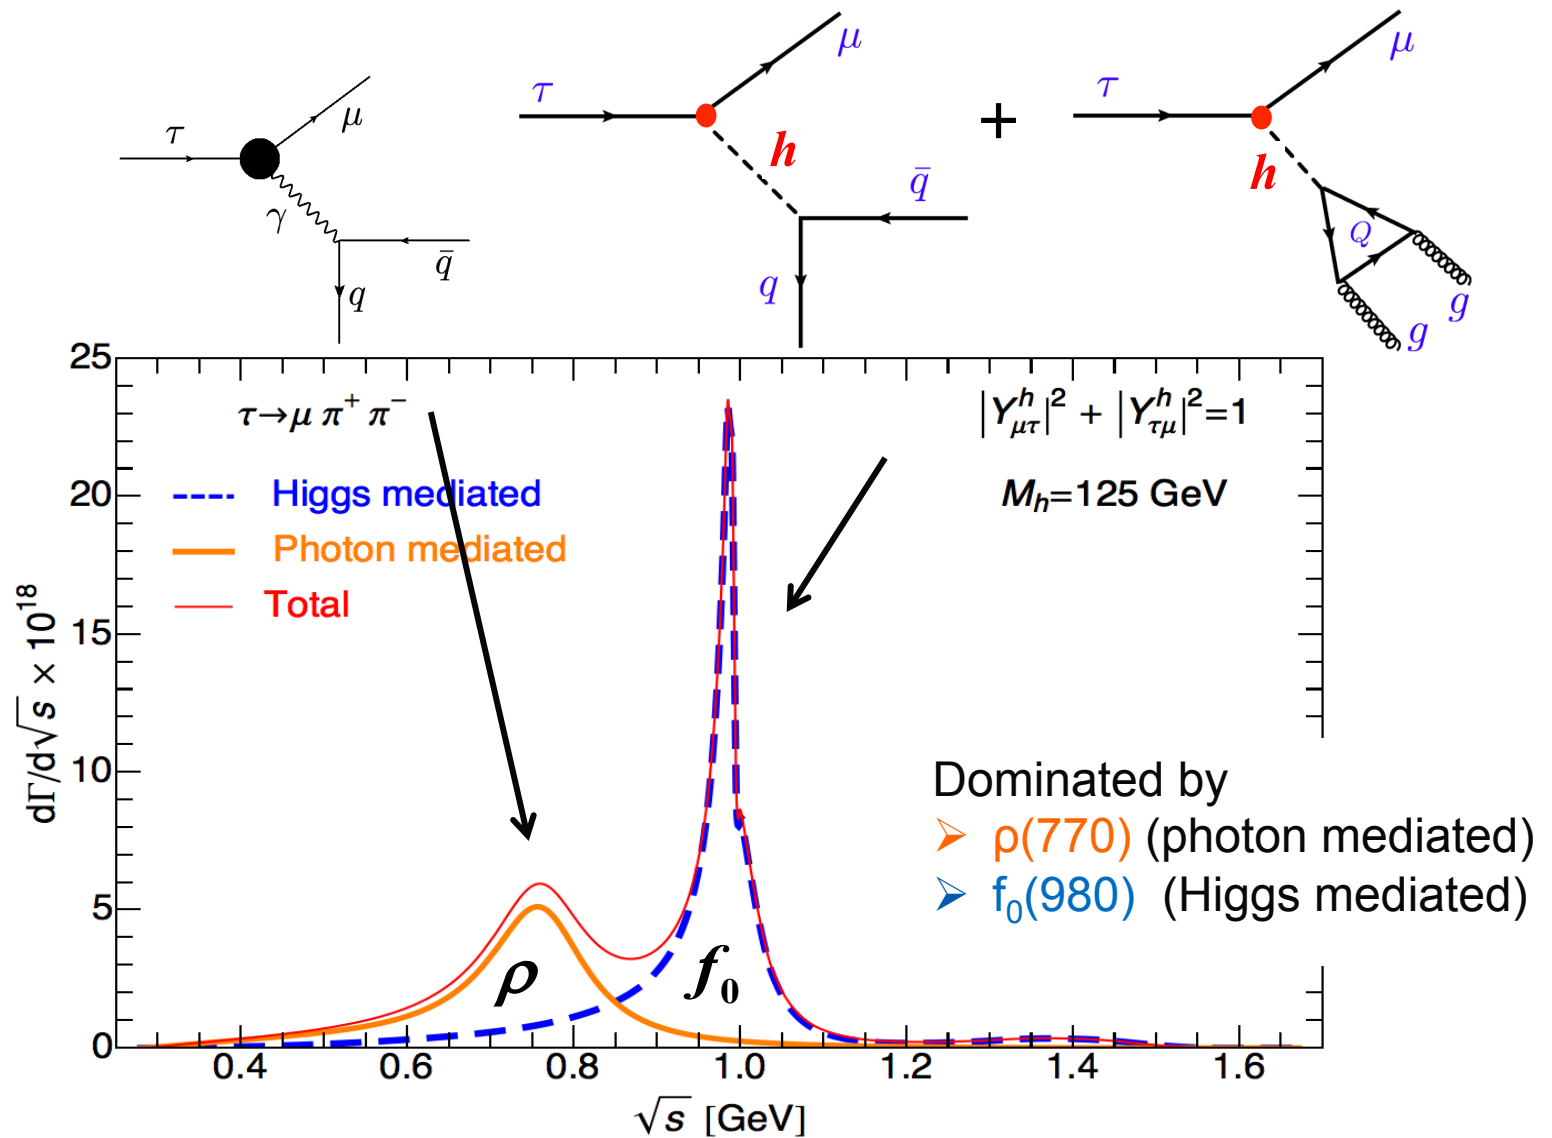 τ
μ
γ
q̄
q
τ
μ
h
q̄
q
+
τ
μ
h
Q
g
g
τ→μ π⁺ π⁻
|Y^h_μτ|² + |Y^h_τμ|²=1
M_h=125 GeV
Higgs mediated
Photon mediated
Total
dΓ/d√s × 10¹⁸
25
20
15
10
5
0
ρ
f₀
Dominated by
➢ ρ(770) (photon mediated)
➢ f₀(980) (Higgs mediated)
0.4 0.6 0.8 1.0 1.2 1.4 1.6
√s [GeV]